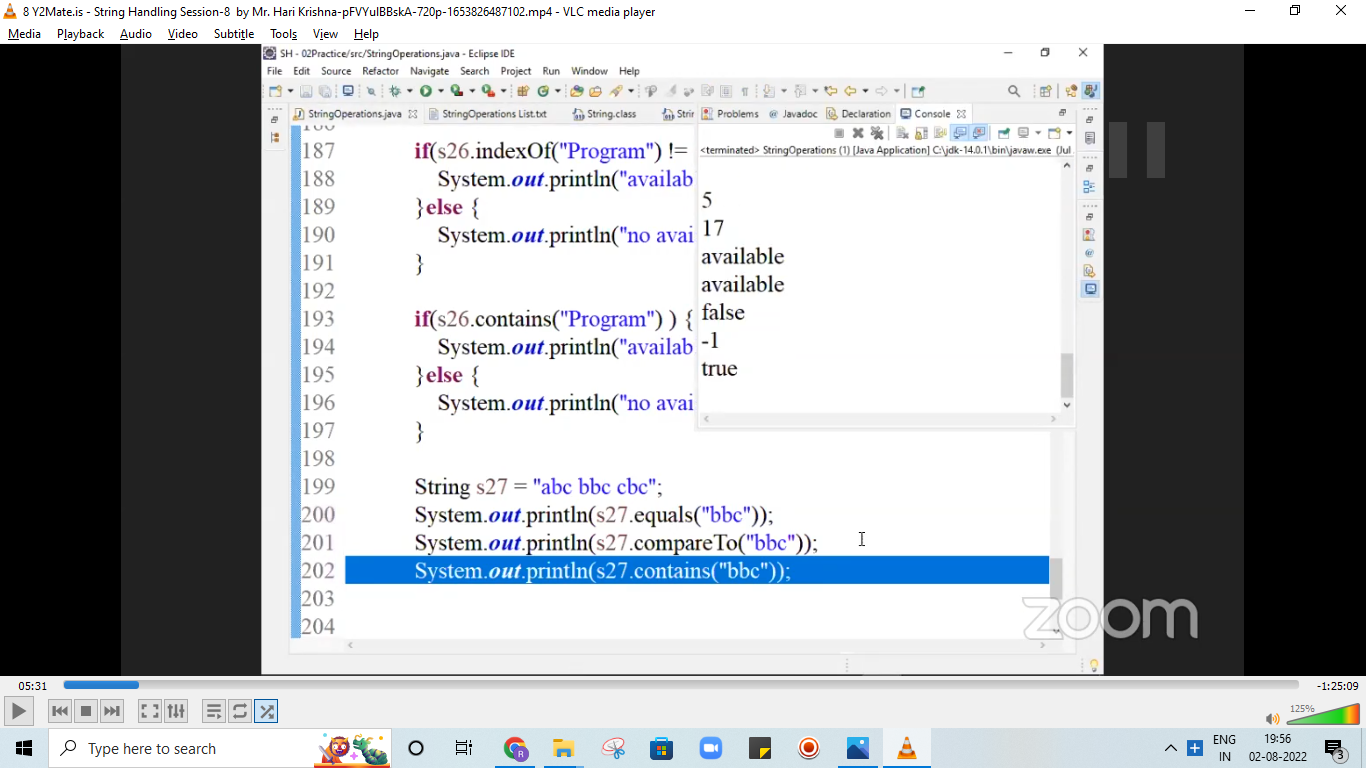 8 Y2Mate.is - String Handling Session-8 by Mr. Hari Krishna-pFVYulBBskA-720p-1653826487102.mp4 - VLC media player
Media Playback Audio Video Subtitle Tools View Help
SH - 02Practice/src/StringOperations.java - Eclipse IDE
File Edit Source Refactor Navigate Search Project Run Window Help
StringOperations.java StringOperations List.txt String.class Strin Problems Javadoc Declaration Console
<terminated> StringOperations (1) [Java Application] C:\jdk-14.0.1\bin\javaw.exe (Jul
187 if(s26.indexOf("Program") !=
188 System.out.println("availab
189 }else {
190 System.out.println("no avai
191 }
192
193 if(s26.contains("Program") ) {
194 System.out.println("availab
195 }else {
196 System.out.println("no avai
197 }
198
199 String s27 = "abc bbc cbc";
200 System.out.println(s27.equals("bbc"));
201 System.out.println(s27.compareTo("bbc"));
202 System.out.println(s27.contains("bbc"));
203
204
5
17
available
available
false
-1
true
zoom
05:31
-1:25:09
125%
Type here to search
ENG
IN
19:56
02-08-2022
3